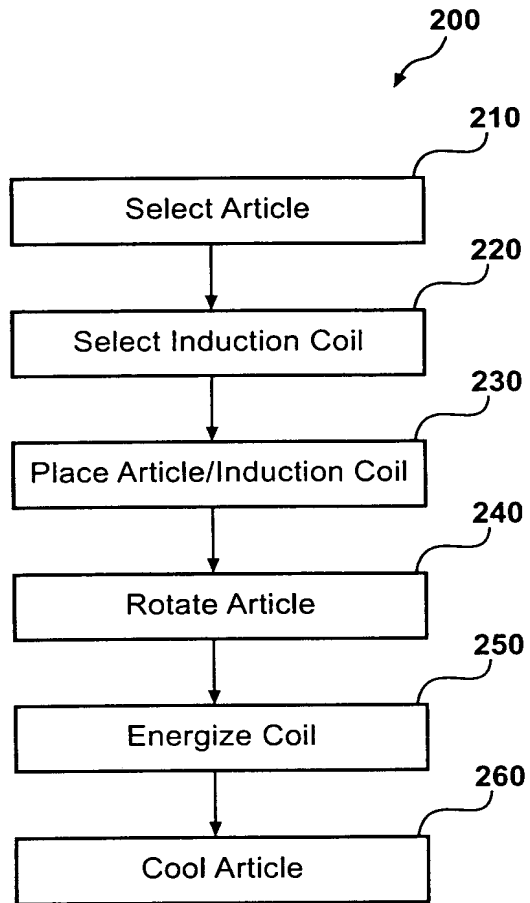 200
210
Select Article
220
Select Induction Coil
230
Place Article/Induction Coil
240
Rotate Article
250
Energize Coil
260
Cool Article